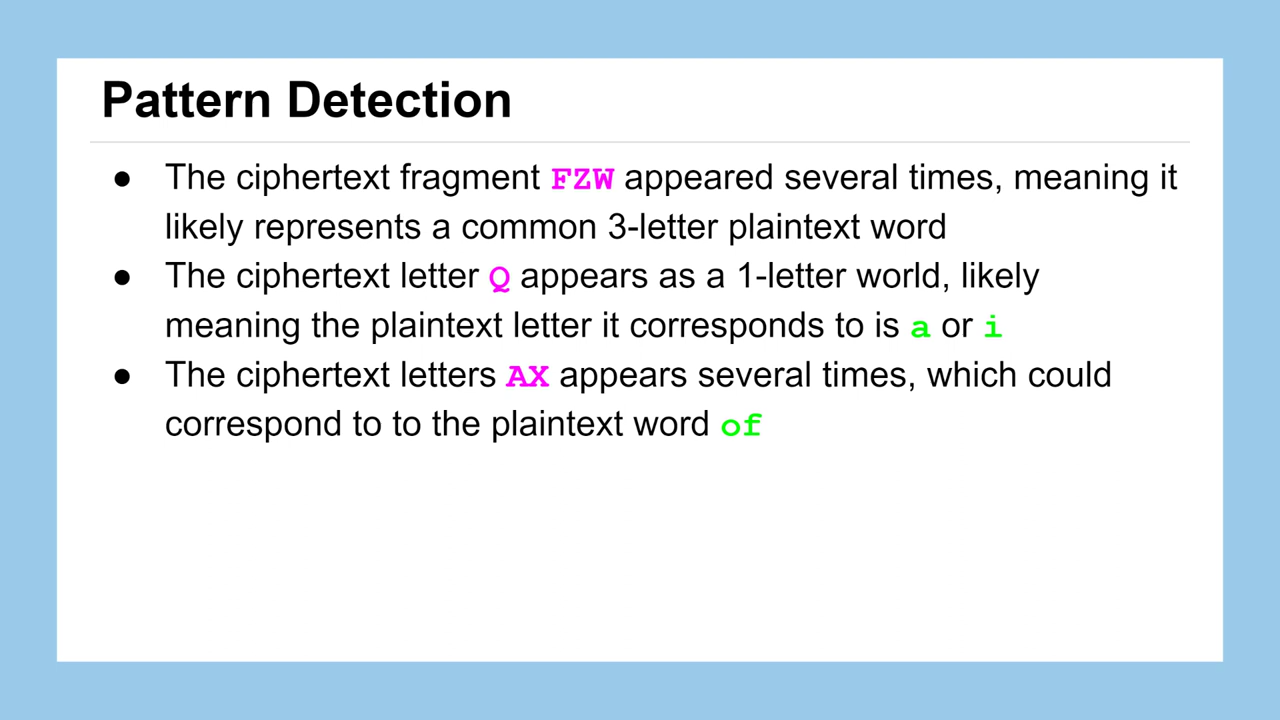 Pattern Detection
● The ciphertext fragment FZW appeared several times, meaning it
likely represents a common 3-letter plaintext word
● The ciphertext letter Q appears as a 1-letter world, likely
meaning the plaintext letter it corresponds to is a or i
● The ciphertext letters AX appears several times, which could
correspond to to the plaintext word of